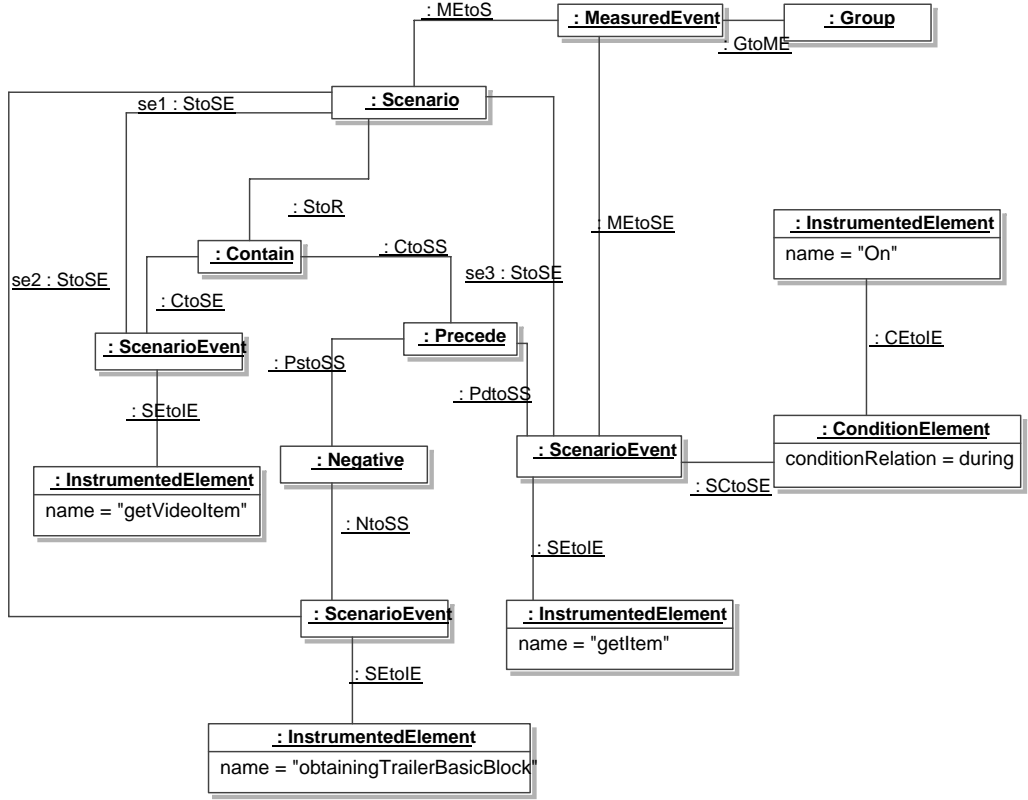 : MEtoS
: MeasuredEvent
: Group
: GtoME
se1 : StoSE
: Scenario
: StoR
: MEtoSE
: InstrumentedElement
name = "On"
: Contain
: CtoSS
se2 : StoSE
se3 : StoSE
: CtoSE
: Precede
: CEtoIE
: ScenarioEvent
: PstoSS
: PdtoSS
: SEtoIE
: ConditionElement
conditionRelation = during
: Negative
: ScenarioEvent
: SCtoSE
: InstrumentedElement
name = "getVideoItem"
: NtoSS
: SEtoIE
: ScenarioEvent
: InstrumentedElement
name = "getItem"
: SEtoIE
: InstrumentedElement
name = "obtainingTrailerBasicBlock"